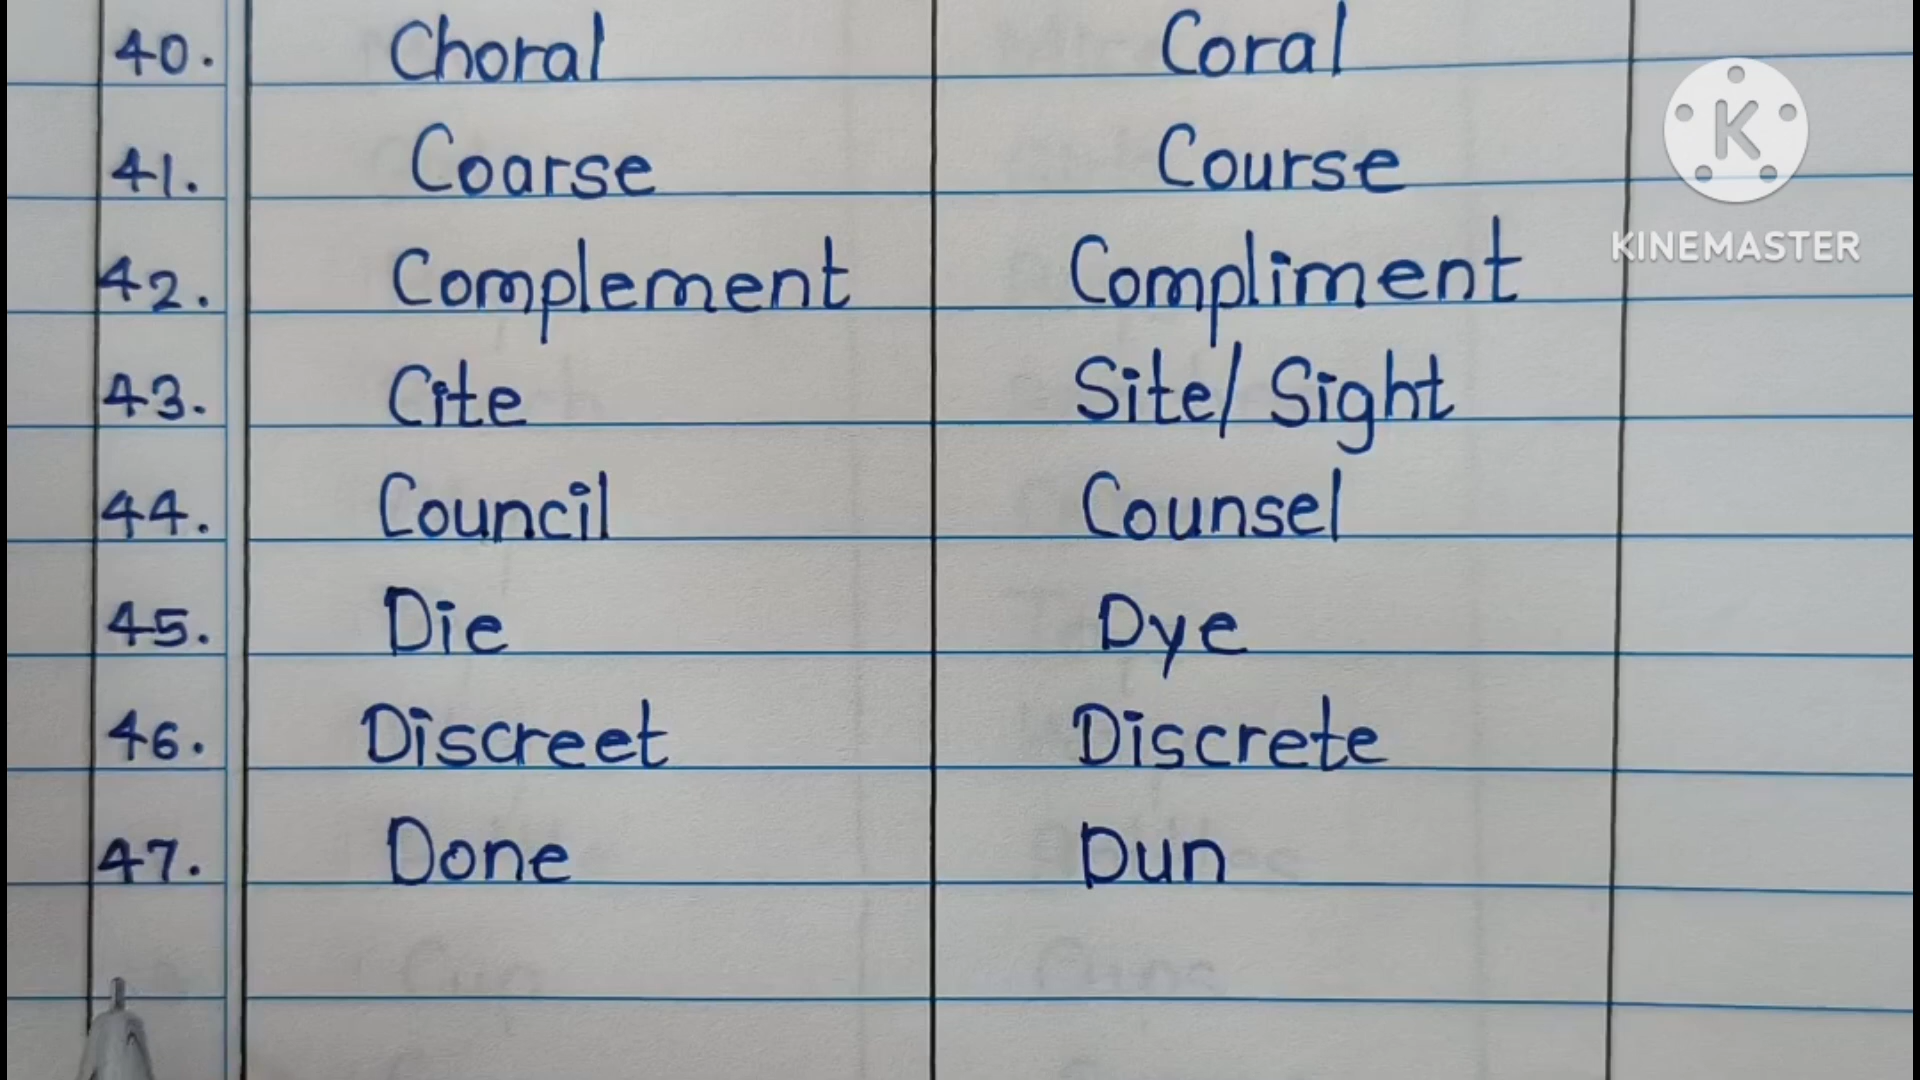 40. Choral Coral
41. Coarse Course
42. Complement Compliment
43. Cite Site/ Sight
44. Council Counsel
45. Die Dye
46. Discreet Discrete
47. Done Dun
K
KINEMASTER